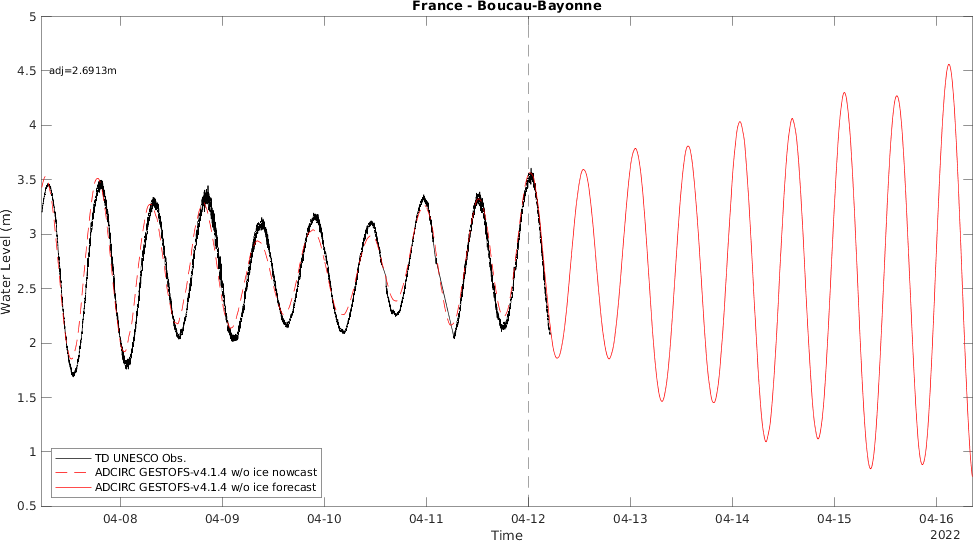 France - Boucau-Bayonne
5
4.5
4
3.5
3
2.5
2
1.5
1
0.5
Water Level (m)
adj=2.6913m
TD UNESCO Obs.
ADCIRC GESTOFS-v4.1.4 w/o ice nowcast
ADCIRC GESTOFS-v4.1.4 w/o ice forecast
04-08 04-09 04-10 04-11 04-12 04-13 04-14 04-15 04-16
Time
2022